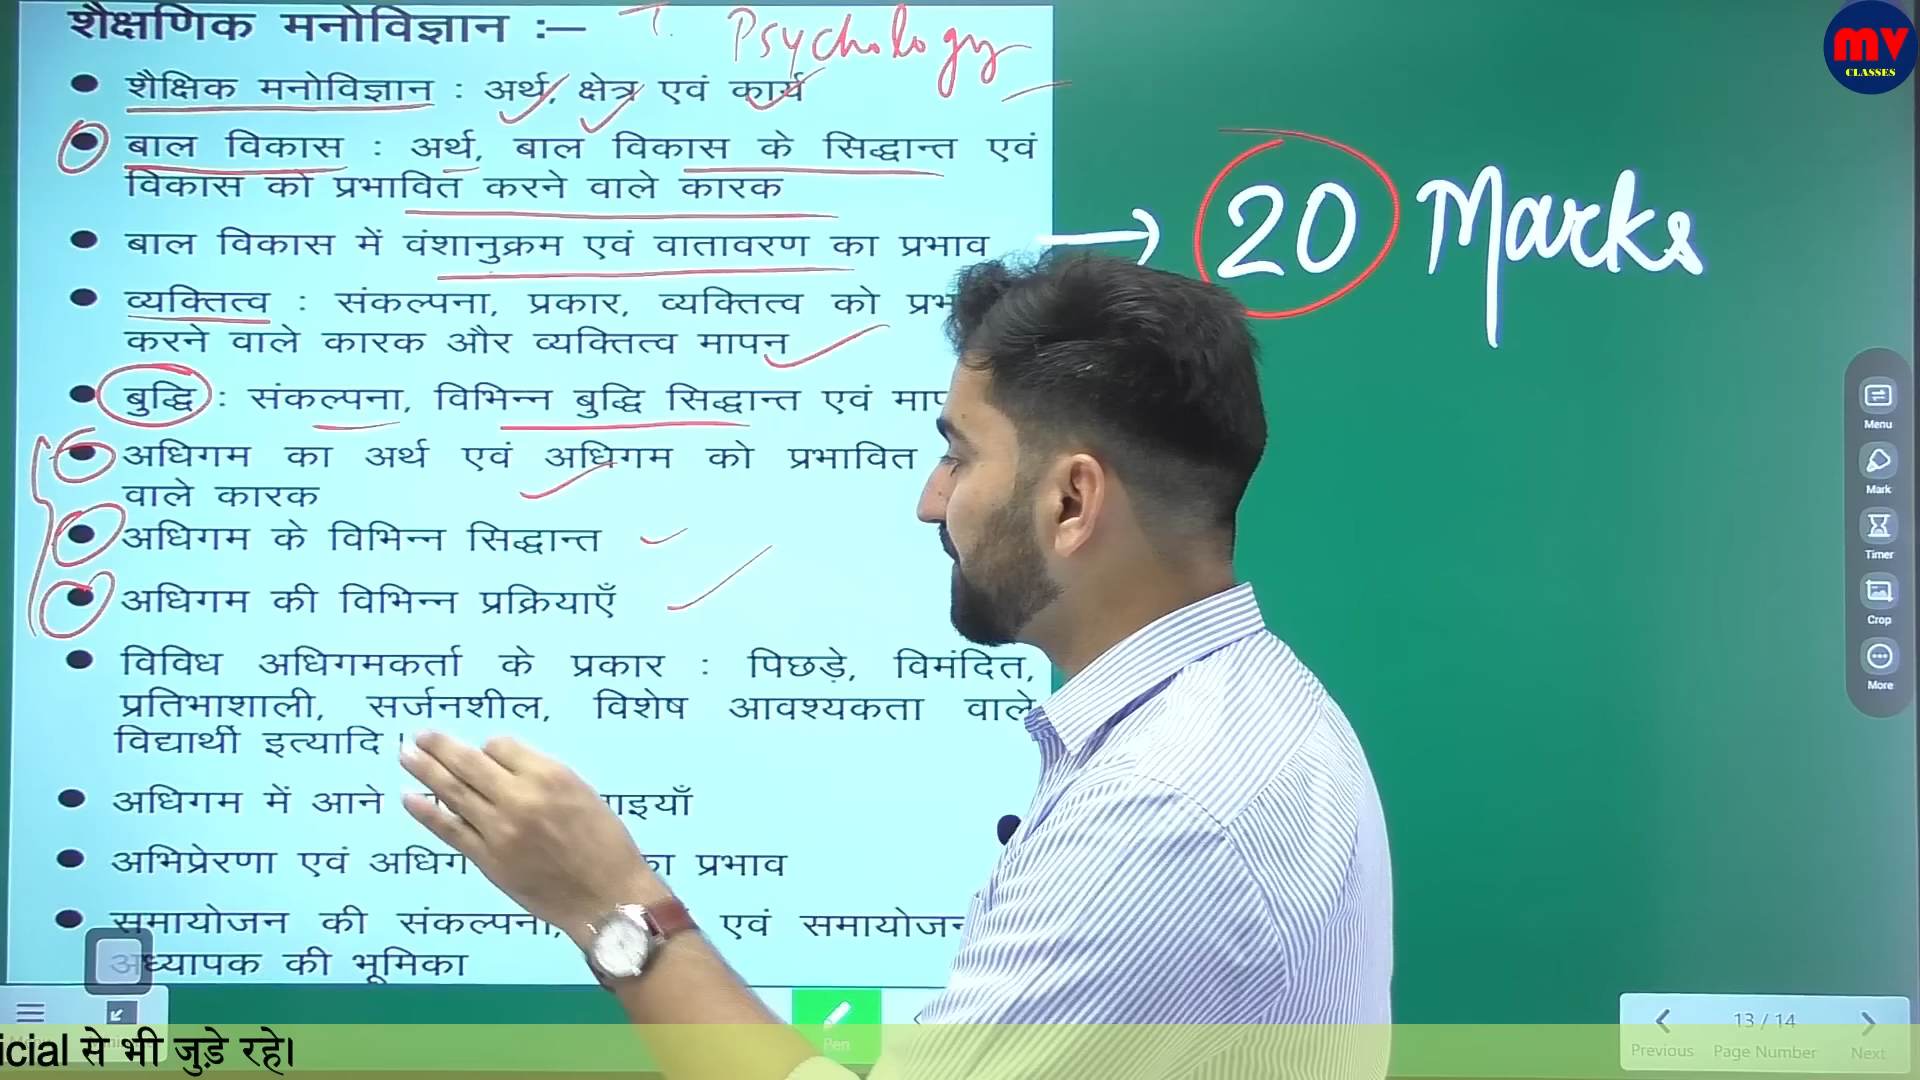 शैक्षणिक मनोविज्ञान :–
T. Psychology
MV
CLASSES
● शैक्षिक मनोविज्ञान : अर्थ, क्षेत्र एवं कार्य
● बाल विकास : अर्थ, बाल विकास के सिद्धान्त एवं
विकास को प्रभावित करने वाले कारक
→ 20 Marks
● बाल विकास में वंशानुक्रम एवं वातावरण का प्रभाव
● व्यक्तित्व : संकल्पना, प्रकार, व्यक्तित्व को
करने वाले कारक और व्यक्तित्व मापन
● बुद्धि : संकल्पना, विभिन्न बुद्धि सिद्धान्त एवं
● अधिगम का अर्थ एवं अधिगम को प्रभावित
वाले कारक
● अधिगम के विभिन्न सिद्धान्त
● अधिगम की विभिन्न प्रक्रियाएँ
● विविध अधिगमकर्ता के प्रकार : पिछड़े, विमंदित,
प्रतिभाशाली, सर्जनशील, विशेष आवश्यकता वाले
विद्यार्थी इत्यादि
● अधिगम में आने
● अभिप्रेरणा एवं का प्रभाव
● समायोजन की संकल्पना, एवं
अध्यापक की भूमिका
Menu
Mark
Timer
Crop
More
Pen
13 / 14
Previous Page Number Next
icial से भी जुड़े रहे।